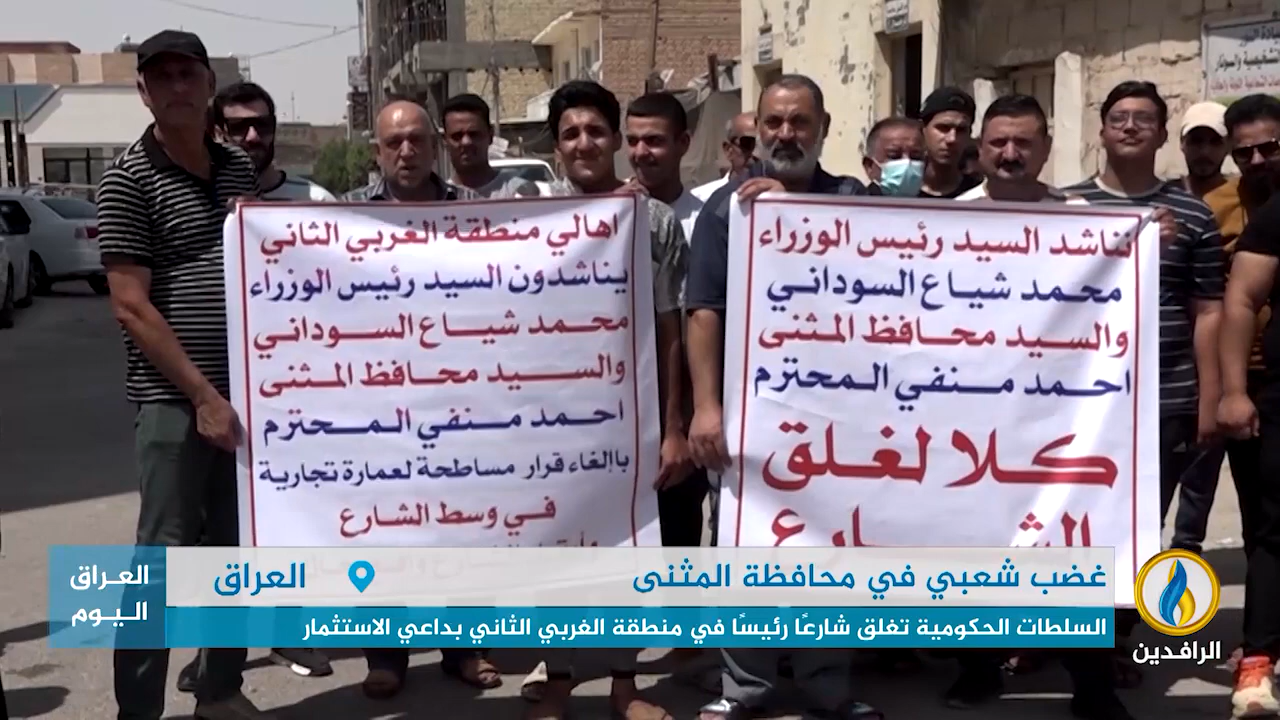 نناشد السيد رئيس الوزراء
محمد شياع السوداني
والسيد محافظ المثنى
احمد منفي المحترم
كلا لغلق
الشارع
اهالي منطقة الغربي الثاني
يناشدون السيد رئيس الوزراء
محمد شياع السوداني
والسيد محافظ المثنى
احمد منفي المحترم
باإلغاء قرار مساطحة لعمارة تجارية
في وسط الشارع
غضب شعبي في محافظة المثنى
العراق
السلطات الحكومية تغلق شارعًا رئيسًا في منطقة الغربي الثاني بداعي الاستثمار
العراق
اليوم
الرافدين